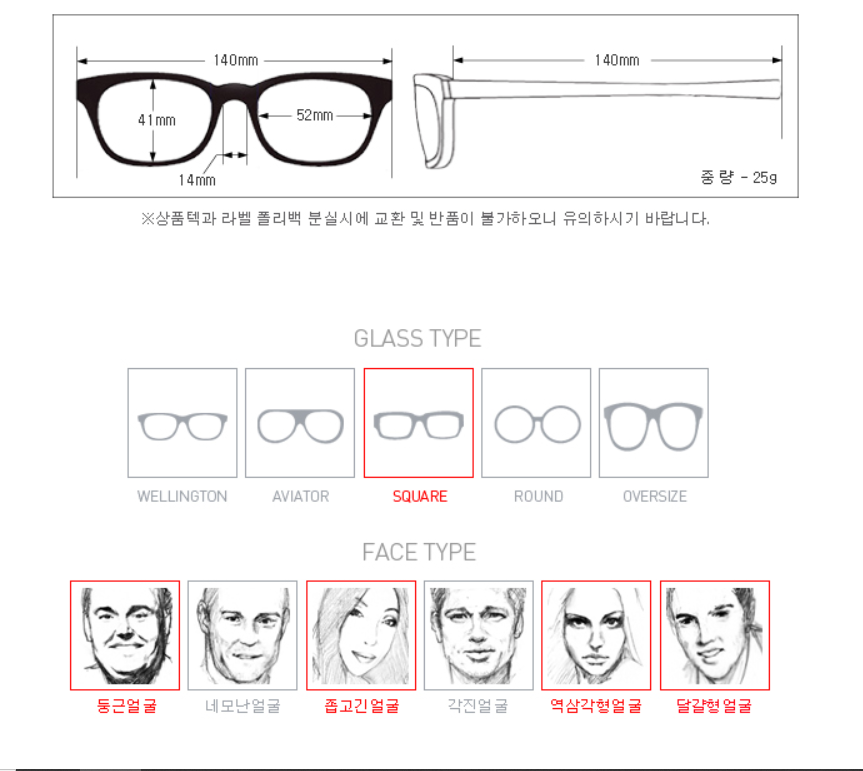 140mm 140mm
41mm 52mm
14mm
중량 - 25g
※상품텍과 라벨 폴리백 분실시에 교환 및 반품이 불가하오니 유의하시기 바랍니다.
GLASS TYPE
WELLINGTON AVIATOR SQUARE ROUND OVERSIZE
FACE TYPE
둥근얼굴 네모난얼굴 좁고긴얼굴 각진얼굴 역삼각형얼굴 달걀형얼굴